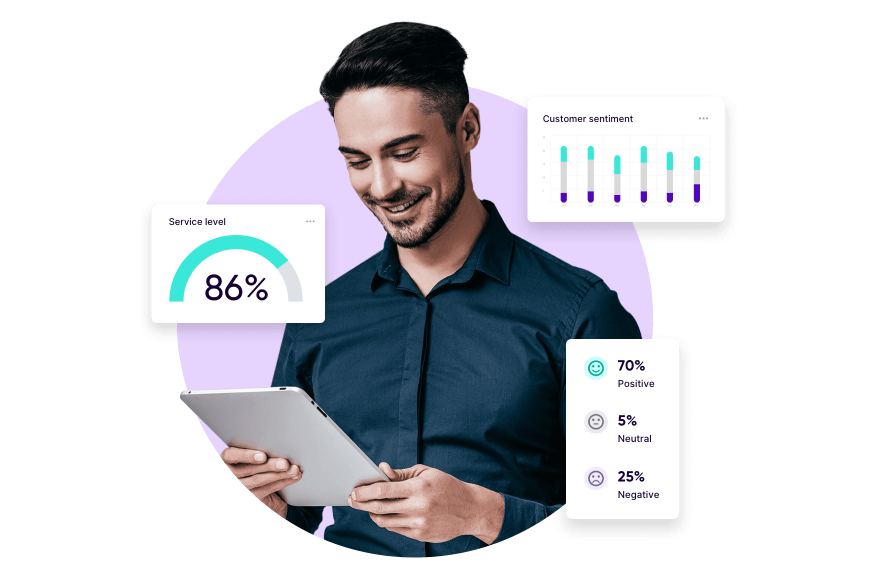 Customer sentiment
Service level
86%
70%
Positive
5%
Neutral
25%
Negative